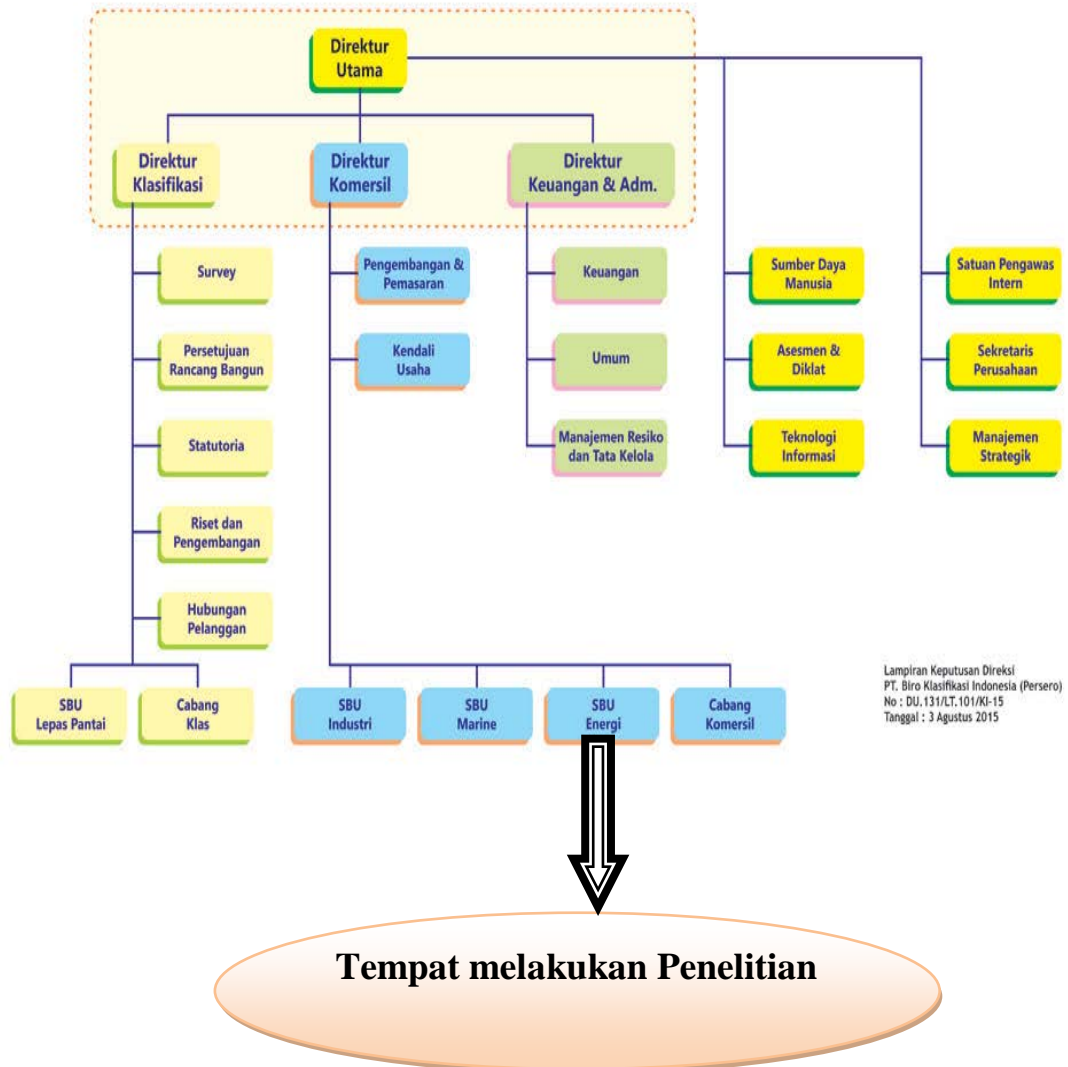 Direktur
Utama
Direktur
Klasifikasi
Direktur
Komersil
Direktur
Keuangan & Adm.
Survey
Pengembangan &
Pemasaran
Keuangan
Sumber Daya
Manusia
Satuan Pengawas
Intern
Persetujuan
Rancang Bangun
Kendali
Usaha
Umum
Asesmen &
Diklat
Sekretaris
Perusahaan
Statutoria
Manajemen Resiko
dan Tata Kelola
Teknologi
Informasi
Manajemen
Strategik
Riset dan
Pengembangan
Hubungan
Pelanggan
SBU
Lepas Pantai
Cabang
Klas
SBU
Industri
SBU
Marine
SBU
Energi
Cabang
Komersil
Lampiran Keputusan Direksi
PT. Biro Klasifikasi Indonesia (Persero)
No : DU.131/LT.101/KI-15
Tanggal : 3 Agustus 2015
Tempat melakukan Penelitian